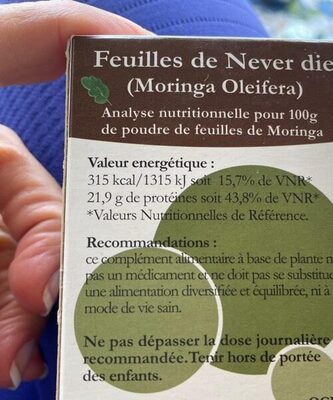 Feuilles de Never die
(Moringa Oleifera)
Analyse nutritionnelle pour 100g
de poudre de feuilles de Moringa
Valeur energétique :
315 kcal/1315 kJ soit 15,7% de VNR*
21,9 g de protéines soit 43,8% de VNR*
*Valeurs Nutritionnelles de Référence.
Recommandations :
ce complément alimentaire à base de plante n
pas un médicament et ne doit pas se substitue
une alimentation diversifiée et équilibrée, ni à
mode de vie sain.
Ne pas dépasser la dose journalière
recommandée. Tenir hors de portée
des enfants.